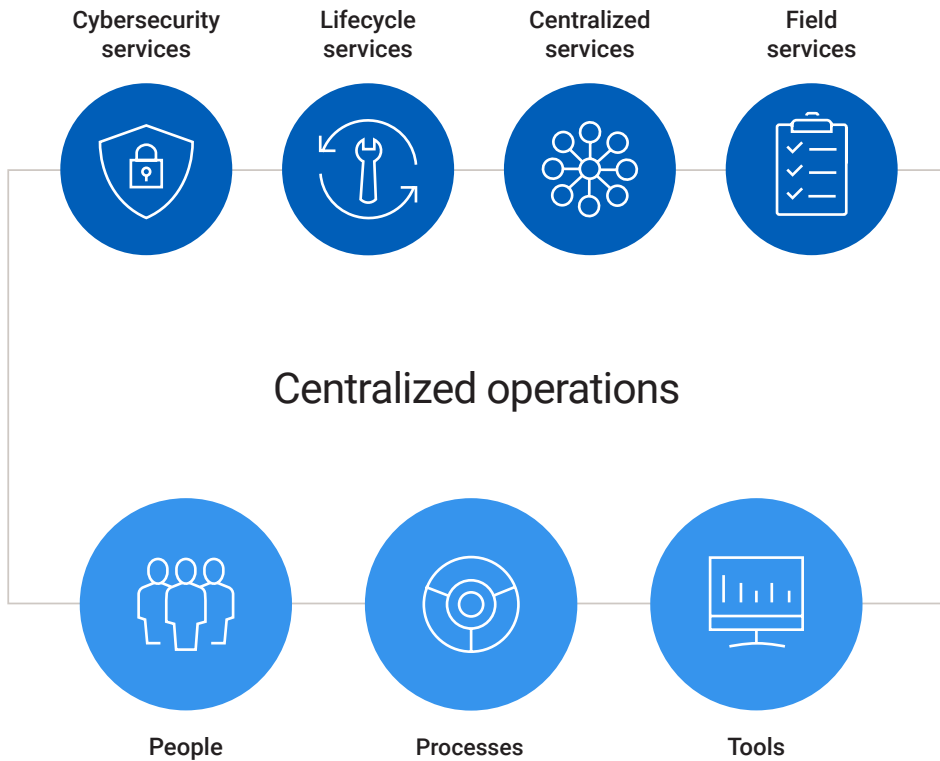 Cybersecurity
services
Lifecycle
services
Centralized
services
Field
services
Centralized operations
People
Processes
Tools